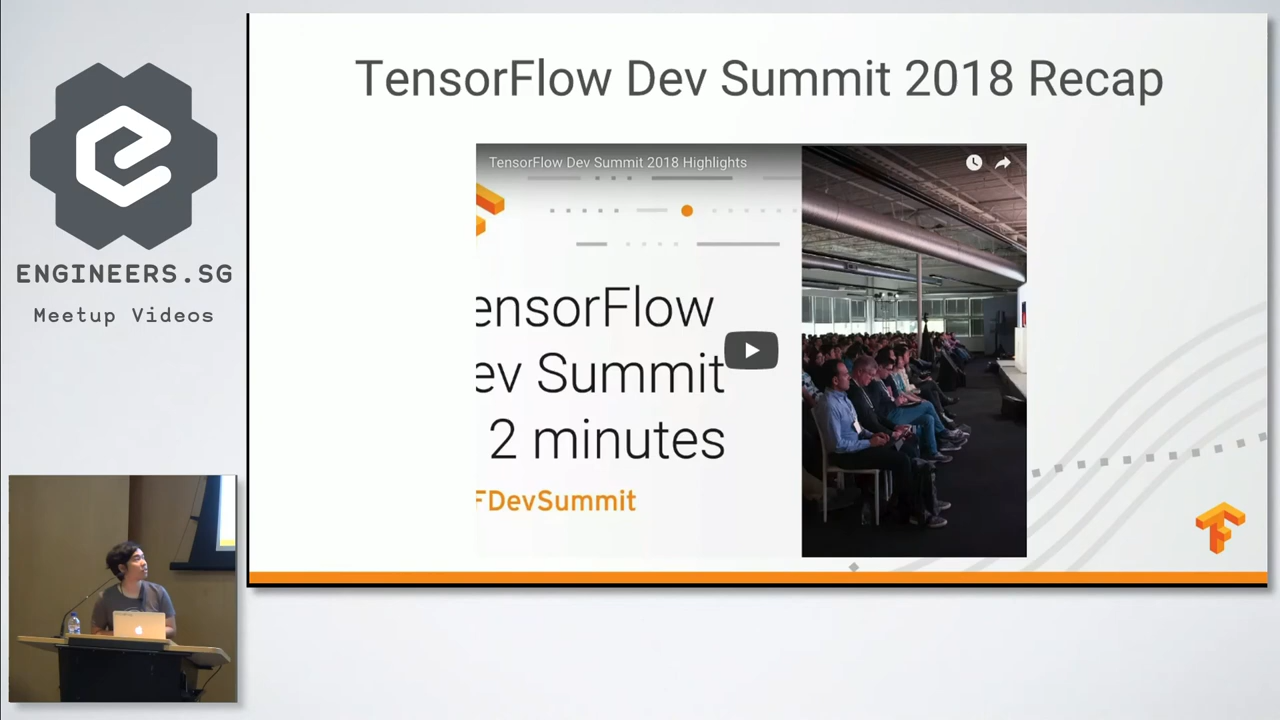 TensorFlow Dev Summit 2018 Recap
TensorFlow Dev Summit 2018 Highlights
ensorFlow
ev Summit
2 minutes
FDevSummit
ENGINEERS.SG
Meetup Videos